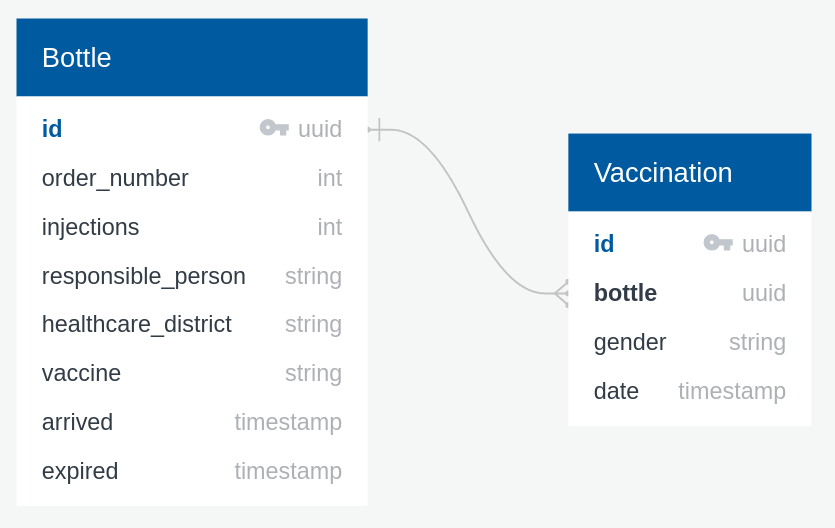 Bottle
id uuid
order_number int
injections int
responsible_person string
healthcare_district string
vaccine string
arrived timestamp
expired timestamp
Vaccination
id uuid
bottle uuid
gender string
date timestamp